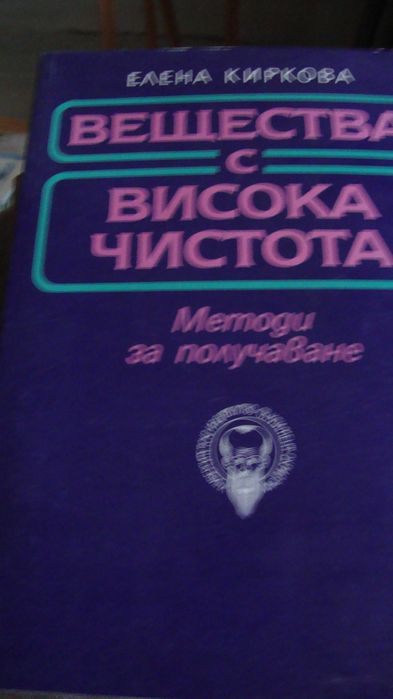 ЕЛЕНА КИРКОВА
ВЕЩЕСТВА
С
ВИСОКА
ЧИСТОТА
Методи
за получаване